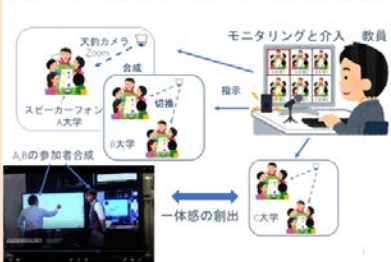 天釣カメラ
Zoom
モニタリングと介入　教員
合成
切換
指示
スピーカーフォン
A大学
B大学
A,Bの参加者合成
一体感の創出
C大学